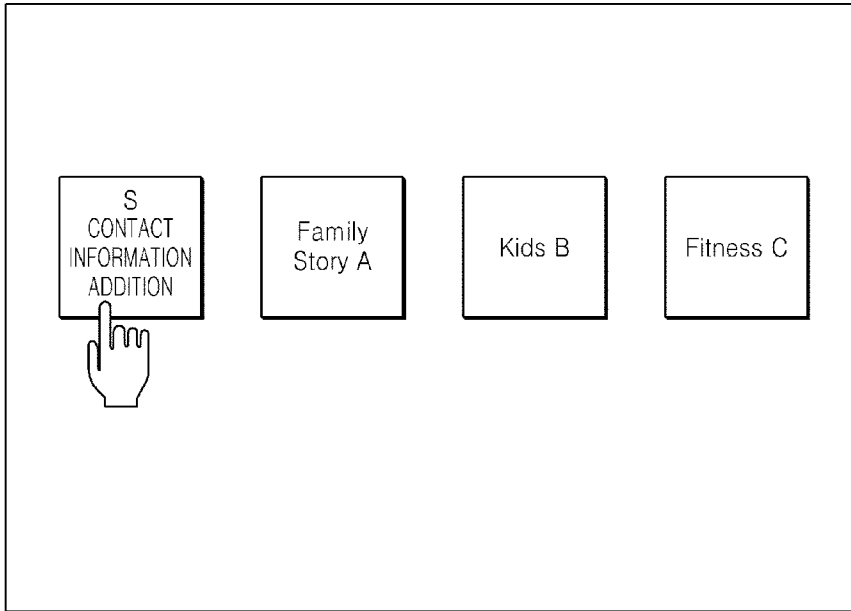 S
CONTACT
INFORMATION
ADDITION
Family
Story A
Kids B
Fitness C